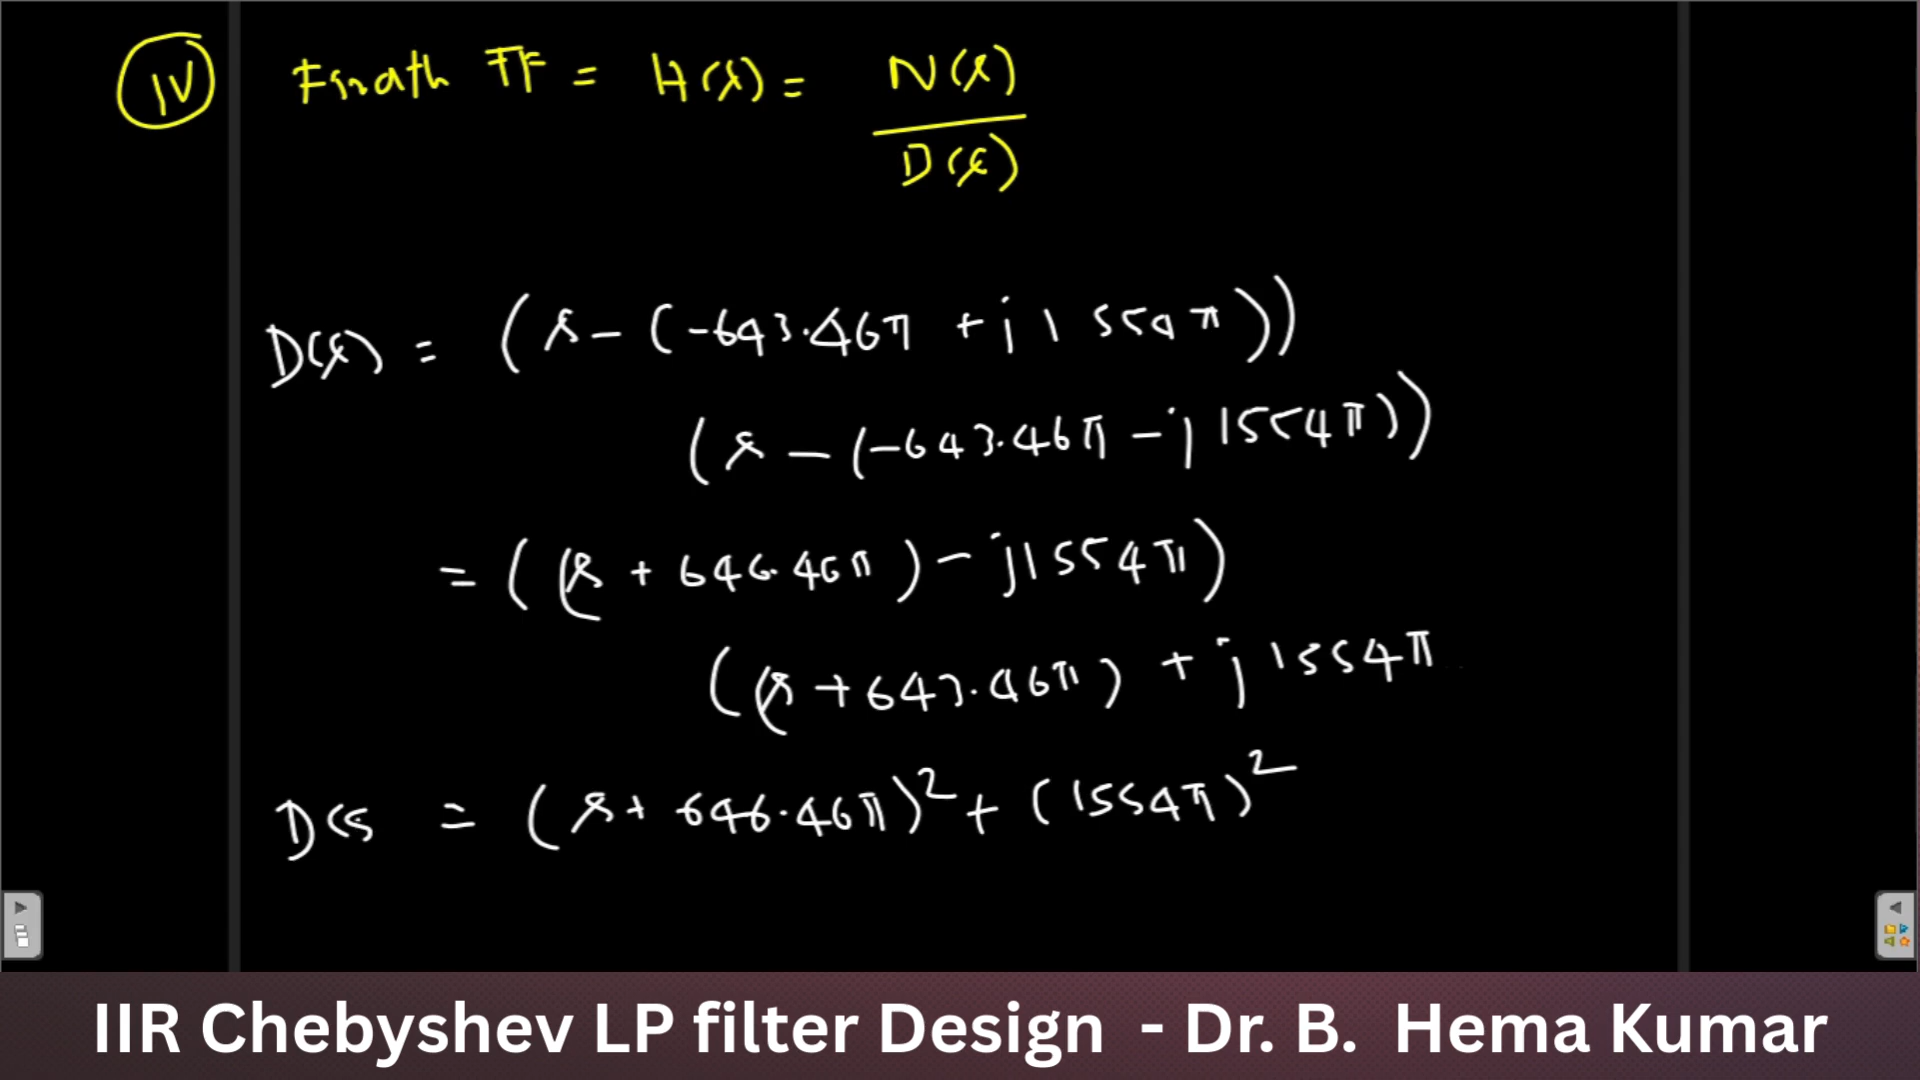 IV
TF = H(s) = N(s)
D(s)
D(s) = (s - (-643.46π + j 1554π))
(s - (-643.46π - j 1554π))
= ((s + 646.46π) - j1554π)
((s + 643.46π) + j 1554π
D(s = (s + 646.46π)² + (1554π)²
IIR Chebyshev LP filter Design - Dr. B. Hema Kumar